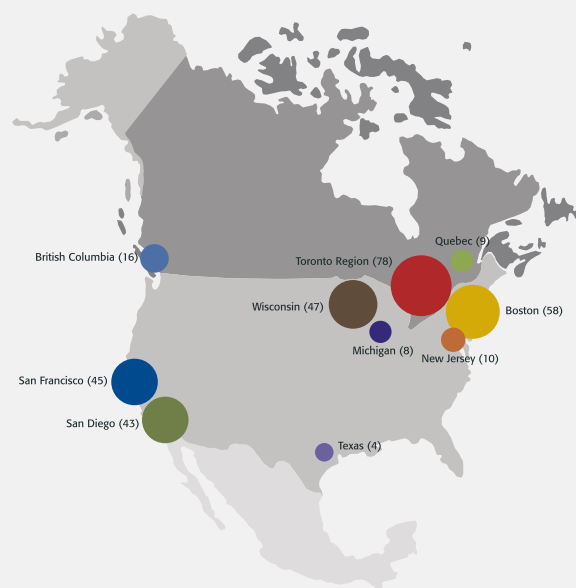 Quebec (9)
British Columbia (16)
Toronto Region (78)
Wisconsin (47)
Boston (58)
Michigan (8)
New Jersey (10)
San Francisco (45)
San Diego (43)
Texas (4)